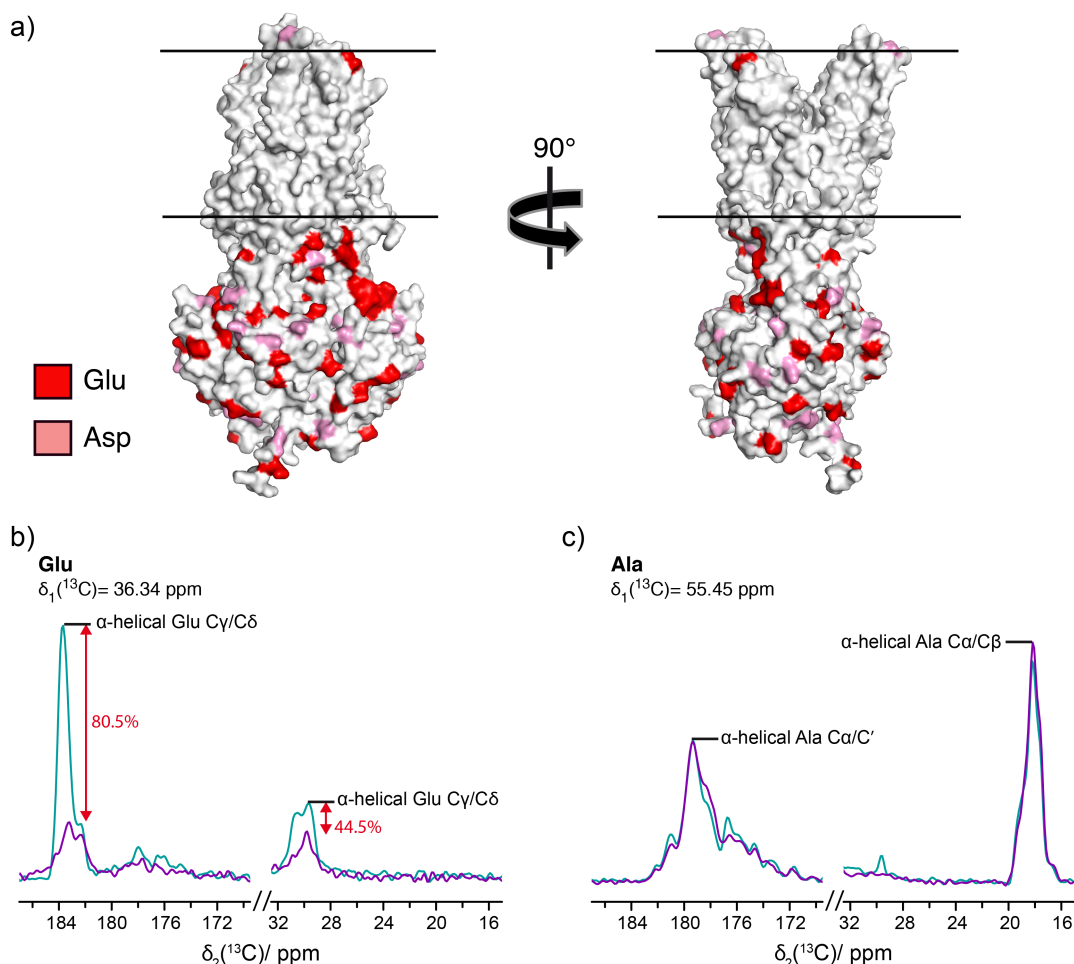 a)
90°
Glu
Asp
b)
Glu
δ₁(¹³C)= 36.34 ppm
α-helical Glu Cγ/Cδ
80.5%
α-helical Glu Cγ/Cδ
44.5%
184 180 176 172 32 28 24 20 16
δ₂(¹³C)/ ppm
c)
Ala
δ₁(¹³C)= 55.45 ppm
α-helical Ala Cα/Cβ
α-helical Ala Cα/C′
184 180 176 172 32 28 24 20 16
δ₂(¹³C)/ ppm